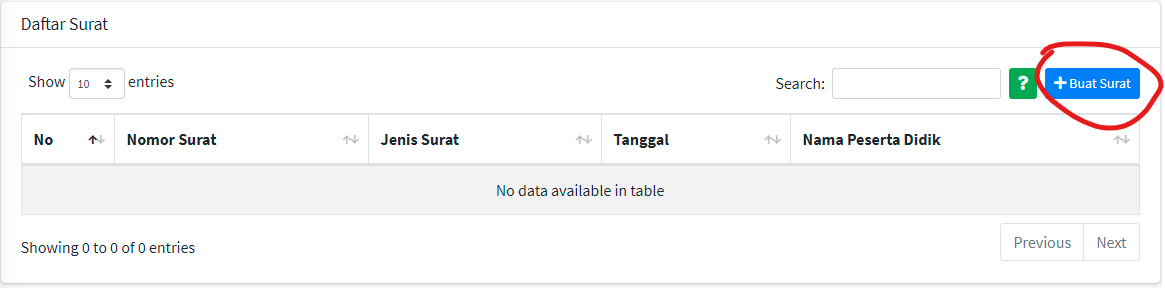 Daftar Surat
Show 10 entries Search: ? + Buat Surat
No Nomor Surat Jenis Surat Tanggal Nama Peserta Didik
No data available in table
Showing 0 to 0 of 0 entries Previous Next